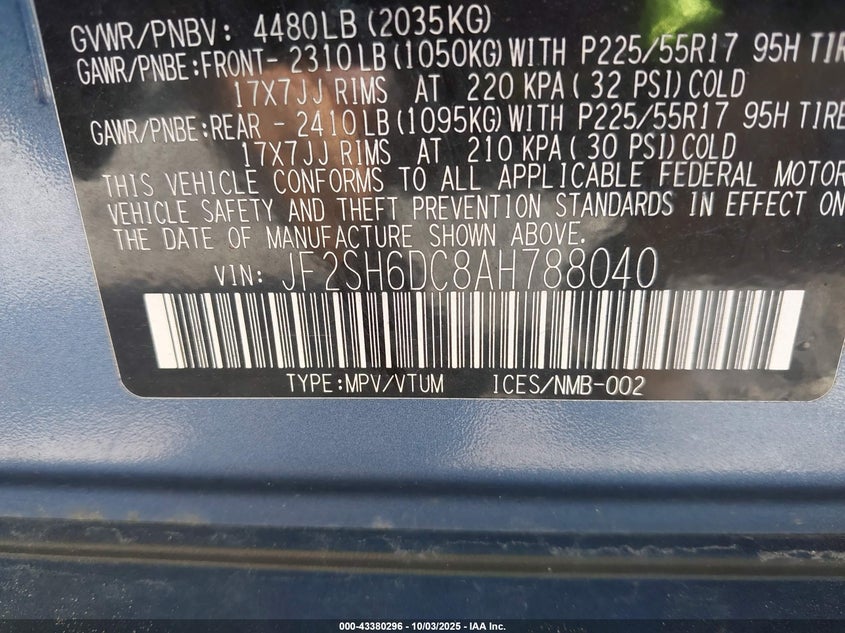 GVWR/PNBV: 4480LB (2035KG)
GAWR/PNBE:FRONT- 2310LB (1050KG) WITH P225/55R17 95H
17X7JJ RIMS AT 220 KPA ( 32 PSI) COLD
GAWR/PNBE:REAR - 2410LB (1095KG) WITH P225/55R17 95H TIRE
17X7JJ RIMS AT 210 KPA ( 30 PSI) COLD
THIS VEHICLE CONFORMS TO ALL APPLICABLE FEDERAL MOTOR
VEHICLE SAFETY AND THEFT PREVENTION STANDARDS IN EFFECT ON
THE DATE OF MANUFACTURE SHOWN ABOVE.
VIN: JF2SH6DC8AH788040
TYPE:MPV/VTUM ICES/NMB-002
000-43380296 - 10/03/2025 - IAA Inc.